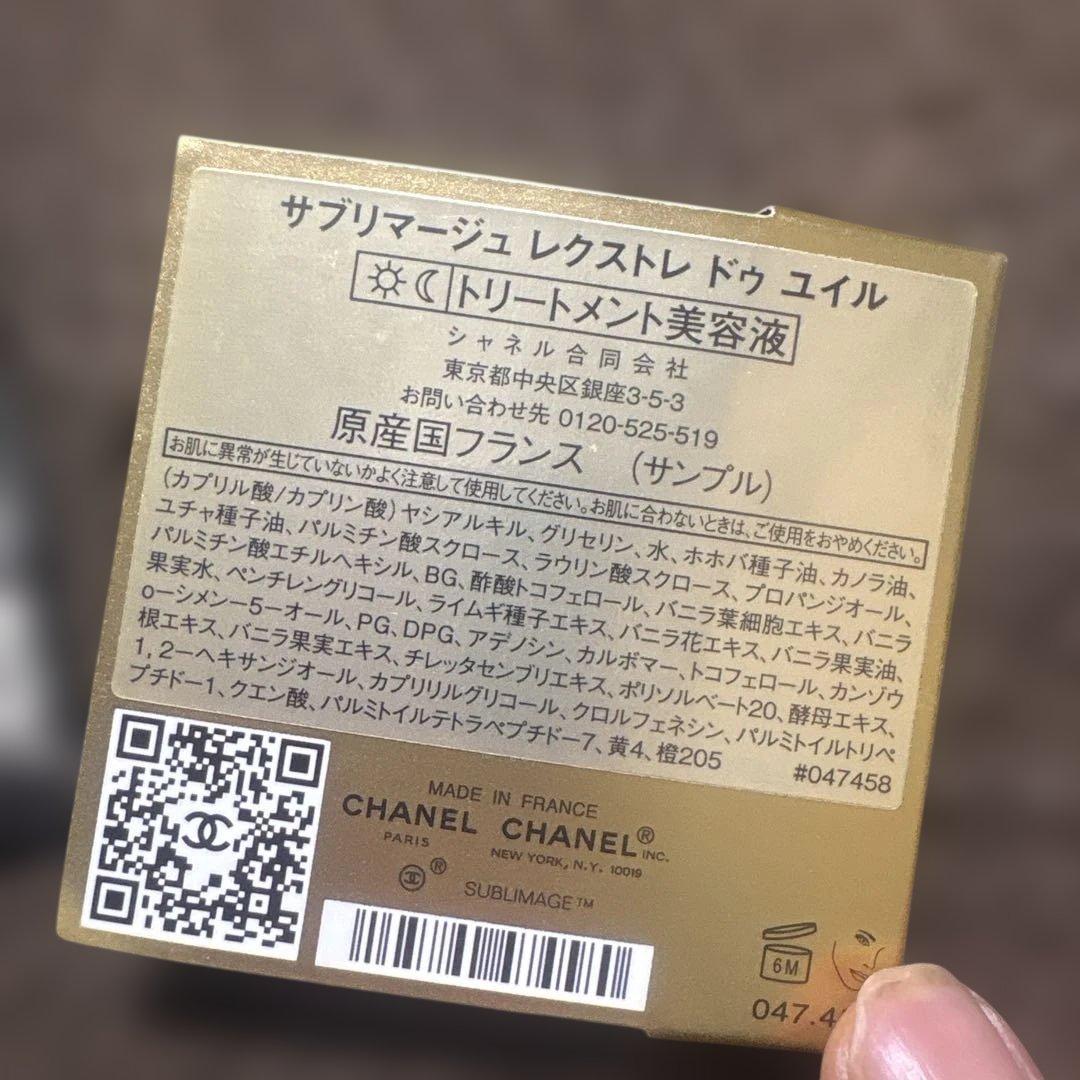 サブリマージュ レクストレ ドゥ ユイル
トリートメント美容液
シャネル合同会社
東京都中央区銀座3-5-3
お問い合わせ先 0120-525-519
原産国フランス (サンプル)
お肌に異常が生じていないかよく注意して使用してください。お肌に合わないときは、ご使用をおやめください。
(カプリル酸/カプリン酸)ヤシアルキル、グリセリン、水、ホホバ種子油、カノラ油、
ユチャ種子油、パルミチン酸スクロース、ラウリン酸スクロース、プロパンジオール、
パルミチン酸エチルヘキシル、BG、酢酸トコフェロール、バニラ葉細胞エキス、バニラ
果実水、ペンチレングリコール、ライムギ種子エキス、バニラ花エキス、バニラ果実油、
oーシメンー5ーオール、PG、DPG、アデノシン、カルボマー、トコフェロール、カンゾウ
根エキス、バニラ果実エキス、チレッタセンブリエキス、ポリソルベート20、酵母エキス、
1,2ーヘキサンジオール、カプリリルグリコール、クロルフェネシン、パルミトイルトリペ
プチドー1、クエン酸、パルミトイルテトラペプチドー7、黄4、橙205
#047458
MADE IN FRANCE
CHANEL CHANEL® INC.
PARIS NEW YORK, N.Y. 10019
®
SUBLIMAGE™
6M
047.4